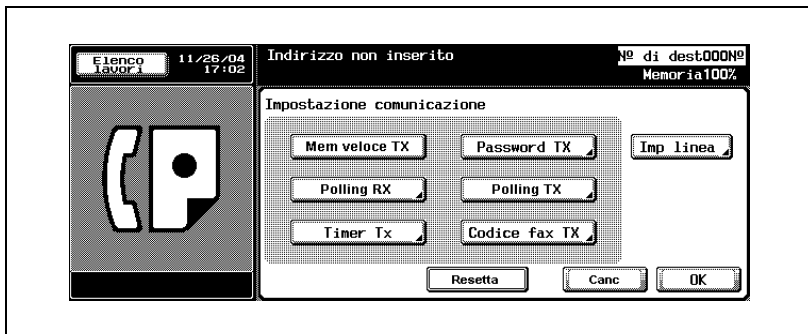 Elenco lavori
11/26/04
17:02
Indirizzo non inserito
Nº di dest000Nº
Memoria100%
Impostazione comunicazione
Mem veloce TX
Password TX
Imp linea
Polling RX
Polling TX
Timer Tx
Codice fax TX
Resetta
Canc
OK